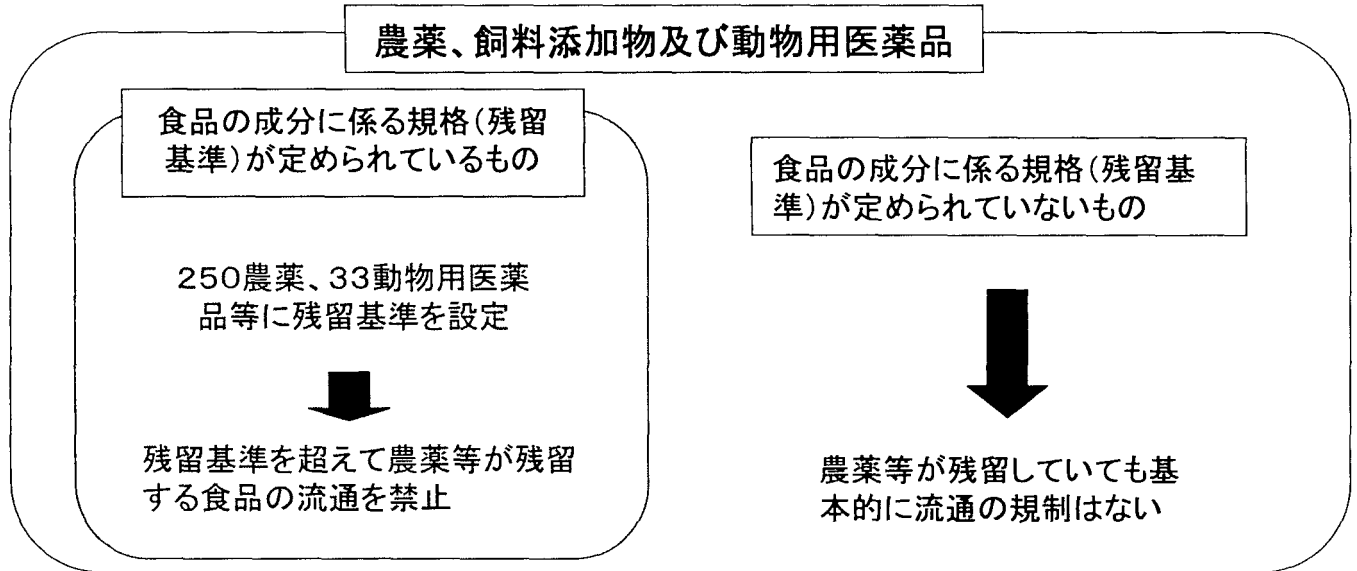 農薬、飼料添加物及び動物用医薬品
食品の成分に係る規格(残留
基準)が定められているもの
250農薬、33動物用医薬
品等に残留基準を設定
残留基準を超えて農薬等が残留
する食品の流通を禁止
食品の成分に係る規格(残留基
準)が定められていないもの
農薬等が残留していても基
本的に流通の規制はない